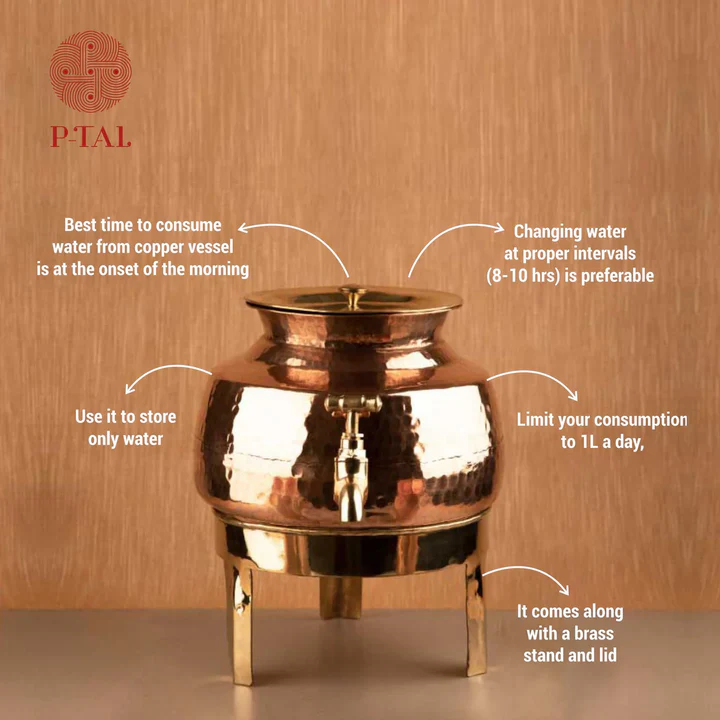 P-TAL
Best time to consume
water from copper vessel
is at the onset of the morning
Changing water
at proper intervals
(8-10 hrs) is preferable
Use it to store
only water
Limit your consumption
to 1L a day,
It comes along
with a brass
stand and lid